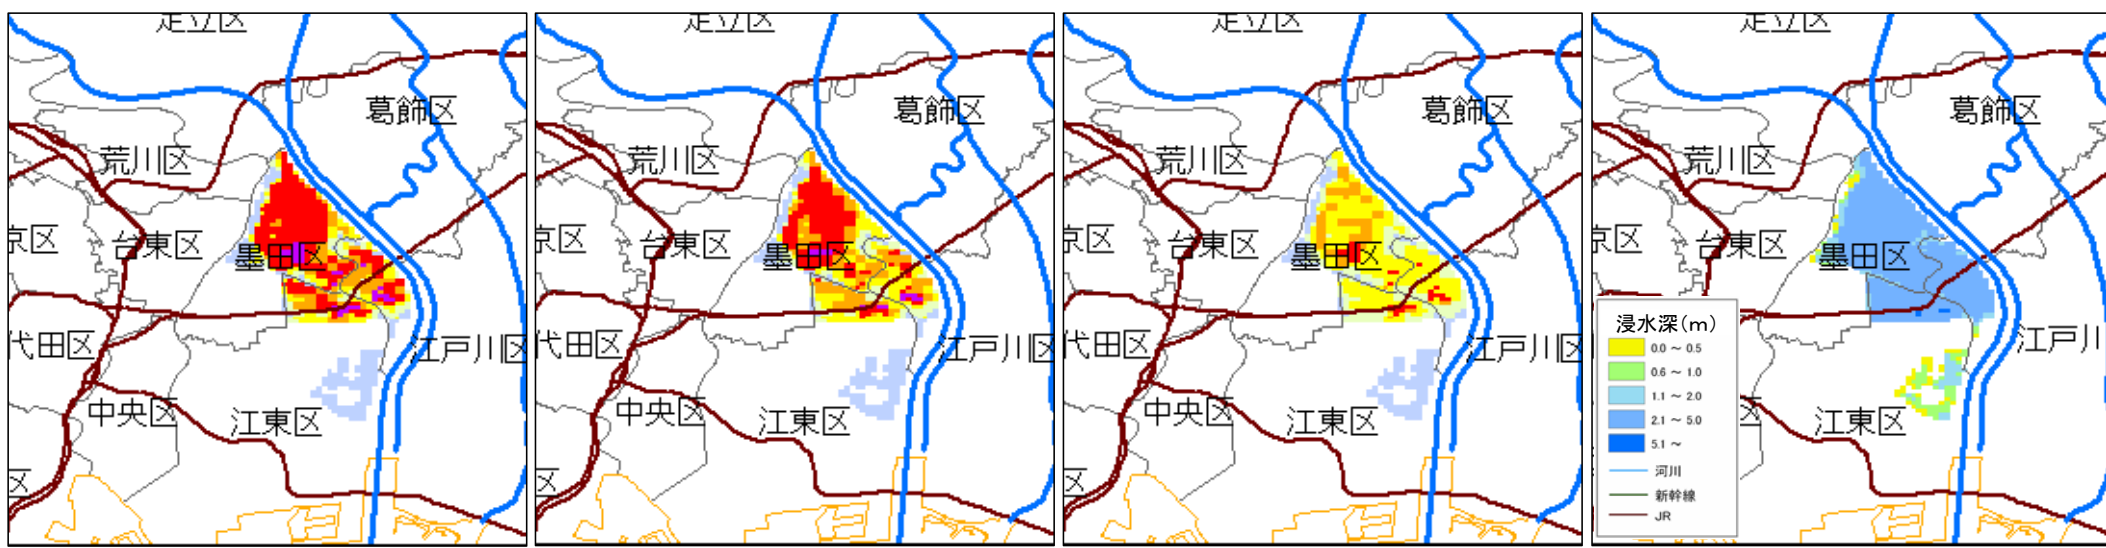 足立区
葛飾区
荒川区
京区
台東区
墨田区
代田区
江戸川区
中央区
江東区
区
足立区
葛飾区
荒川区
京区
台東区
墨田区
代田区
江戸川区
中央区
江東区
区
足立区
葛飾区
荒川区
京区
台東区
墨田区
代田区
江戸川区
中央区
江東区
区
足立区
葛飾区
荒川区
京区
台東区
墨田区
江戸川
区
江東区
浸水深(m)
0.0 ~ 0.5
0.6 ~ 1.0
1.1 ~ 2.0
2.1 ~ 5.0
5.1 ~
河川
新幹線
JR